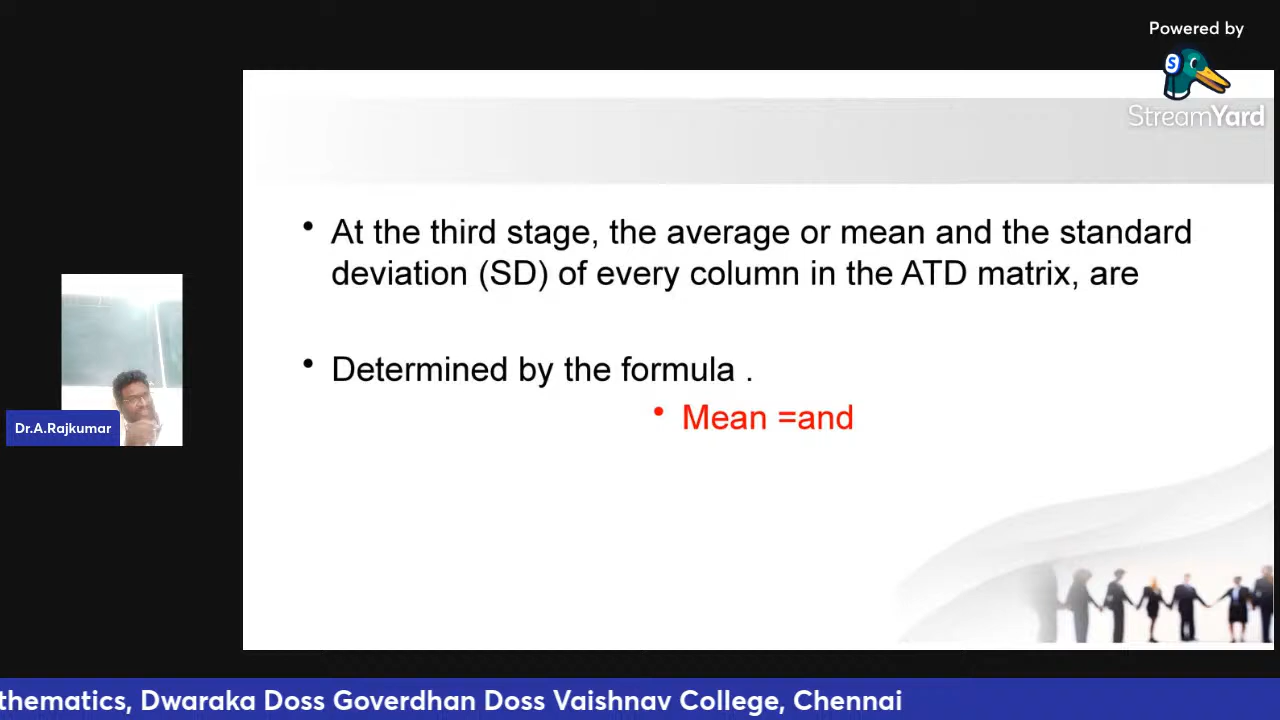 Powered by
S
StreamYard
• At the third stage, the average or mean and the standard
deviation (SD) of every column in the ATD matrix, are
• Determined by the formula .
• Mean =and
Dr.A.Rajkumar
thematics, Dwaraka Doss Goverdhan Doss Vaishnav College, Chennai